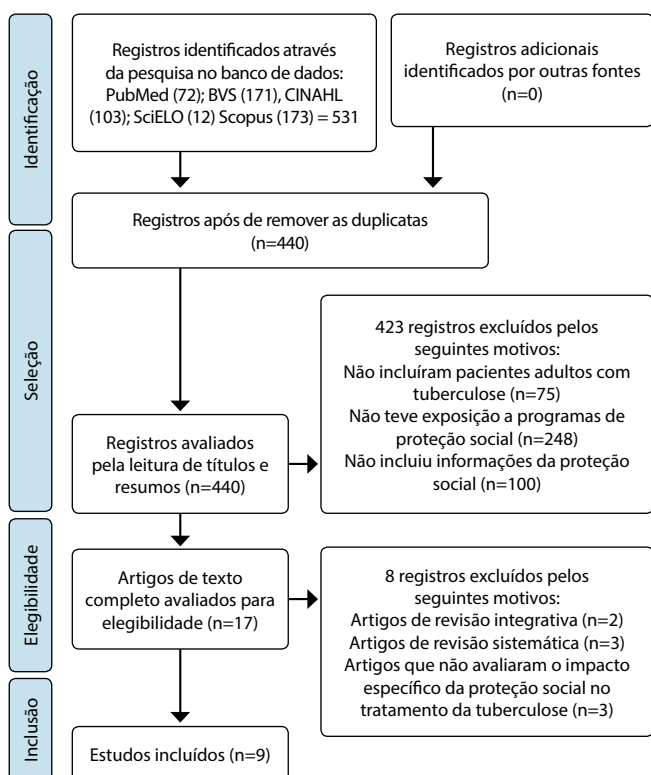 Identificação
Registros identificados através
da pesquisa no banco de dados:
PubMed (72); BVS (171), CINAHL
(103); SciELO (12) Scopus (173) = 531
Registros adicionais
identificados por outras fontes
(n=0)
Registros após de remover as duplicatas
(n=440)
Seleção
Registros avaliados
pela leitura de títulos e
resumos (n=440)
423 registros excluídos pelos
seguintes motivos:
Não incluíram pacientes adultos com
tuberculose (n=75)
Não teve exposição a programas de
proteção social (n=248)
Não incluiu informações da proteção
social (n=100)
Elegibilidade
Artigos de texto
completo avaliados para
elegibilidade (n=17)
8 registros excluídos pelos
seguintes motivos:
Artigos de revisão integrativa (n=2)
Artigos de revisão sistemática (n=3)
Artigos que não avaliaram o impacto
específico da proteção social no
tratamento da tuberculose (n=3)
Inclusão
Estudos incluídos (n=9)